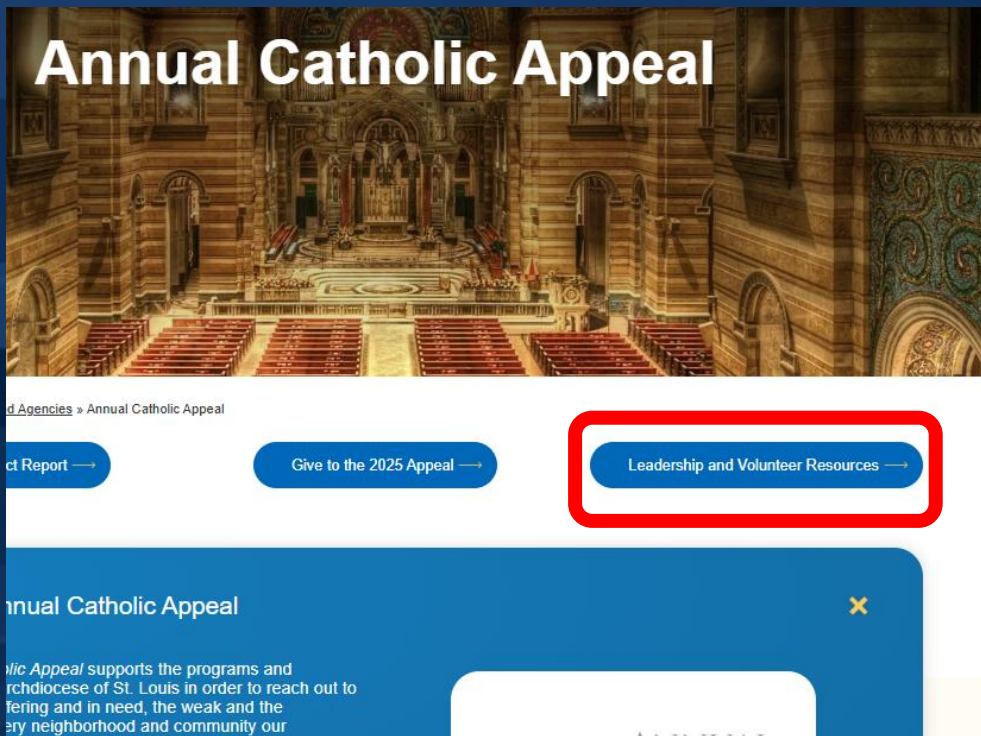 Annual Catholic Appeal
d Agencies » Annual Catholic Appeal
ct Report →
Give to the 2025 Appeal →
Leadership and Volunteer Resources →
nnual Catholic Appeal
olic Appeal supports the programs and
rchdiocese of St. Louis in order to reach out to
fering and in need, the weak and the
ery neighborhood and community our